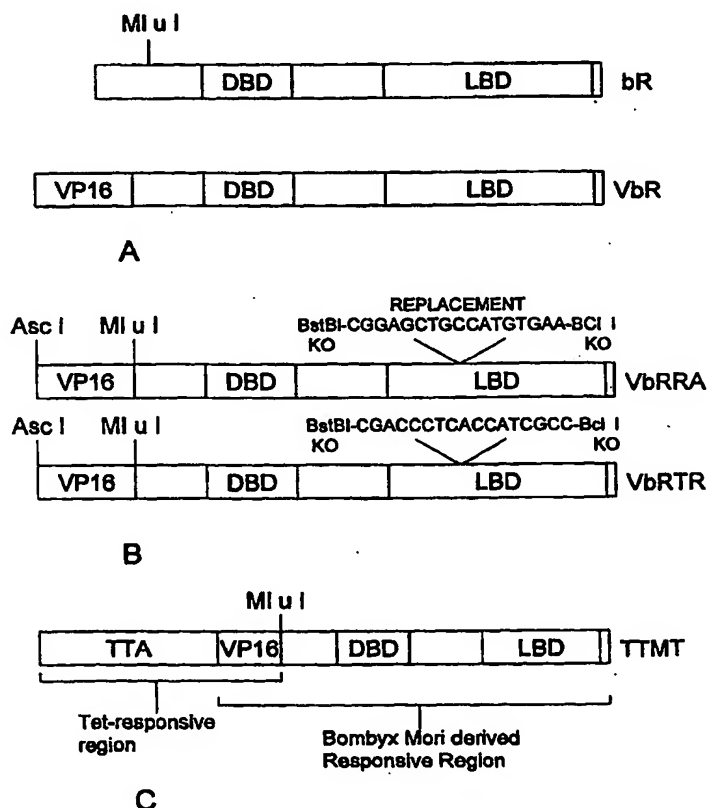 Ml u I
DBD LBD bR
VP16 DBD LBD VbR
A
REPLACEMENT
Asc I Ml u I BstBI-CGGAGCTGCCATGTGAA-BCl I
KO KO
VP16 DBD LBD VbRRA
Asc I Ml u I BstBI-CGACCCTCACCATCGCC-Bcl I
KO KO
VP16 DBD LBD VbRTR
B
Ml u I
TTA VP16 DBD LBD TTMT
Tet-responsive
region
Bombyx Mori derived
Responsive Region
C